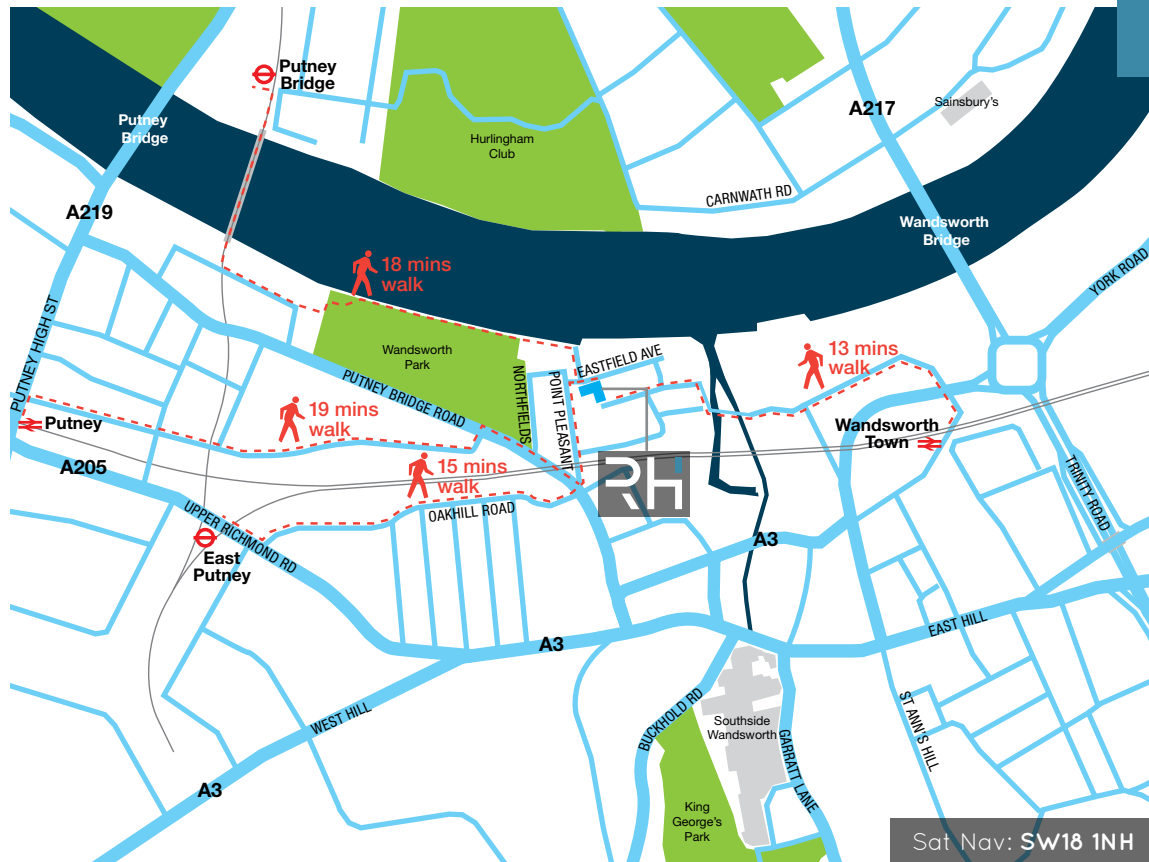 Putney
Bridge
Putney
Bridge
A217
Sainsbury's
Hurlingham
Club
CARNWATH RD
A219
Wandsworth
Bridge
YORK ROAD
18 mins
walk
PUTNEY HIGH ST
Wandsworth
Park
EASTFIELD AVE
13 mins
walk
NORTHFIELDS
POINT PLEASANT
PUTNEY BRIDGE ROAD
19 mins
walk
Putney
Wandsworth
Town
A205
15 mins
walk
RH
TRINITY ROAD
UPPER RICHMOND RD
OAKHILL ROAD
A3
East
Putney
EAST HILL
A3
WEST HILL
BUCKHOLD RD
Southside
Wandsworth
GARRATT LANE
ST ANN'S HILL
A3
King
George's
Park
Sat Nav: SW18 1NH